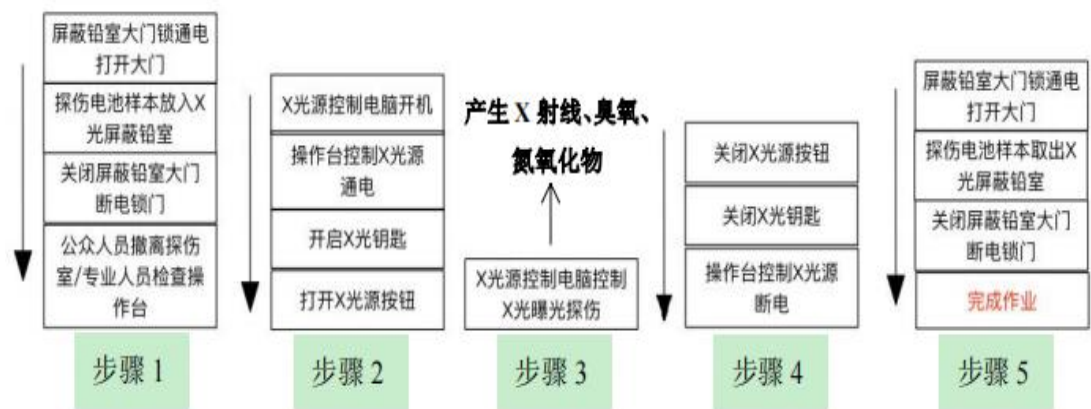 屏蔽铅室大门锁通电
打开大门
探伤电池样本放入X
光屏蔽铅室
关闭屏蔽铅室大门
断电锁门
公众人员撤离探伤
室/专业人员检查操
作台
步骤 1
X光源控制电脑开机
操作台控制X光源
通电
开启X光钥匙
打开X光源按钮
步骤 2
产生 X 射线、臭氧、
氮氧化物
X光源控制电脑控制
X光曝光探伤
步骤 3
关闭X光源按钮
关闭X光钥匙
操作台控制X光源
断电
步骤 4
屏蔽铅室大门锁通电
打开大门
探伤电池样本取出X
光屏蔽铅室
关闭屏蔽铅室大门
断电锁门
完成作业
步骤 5